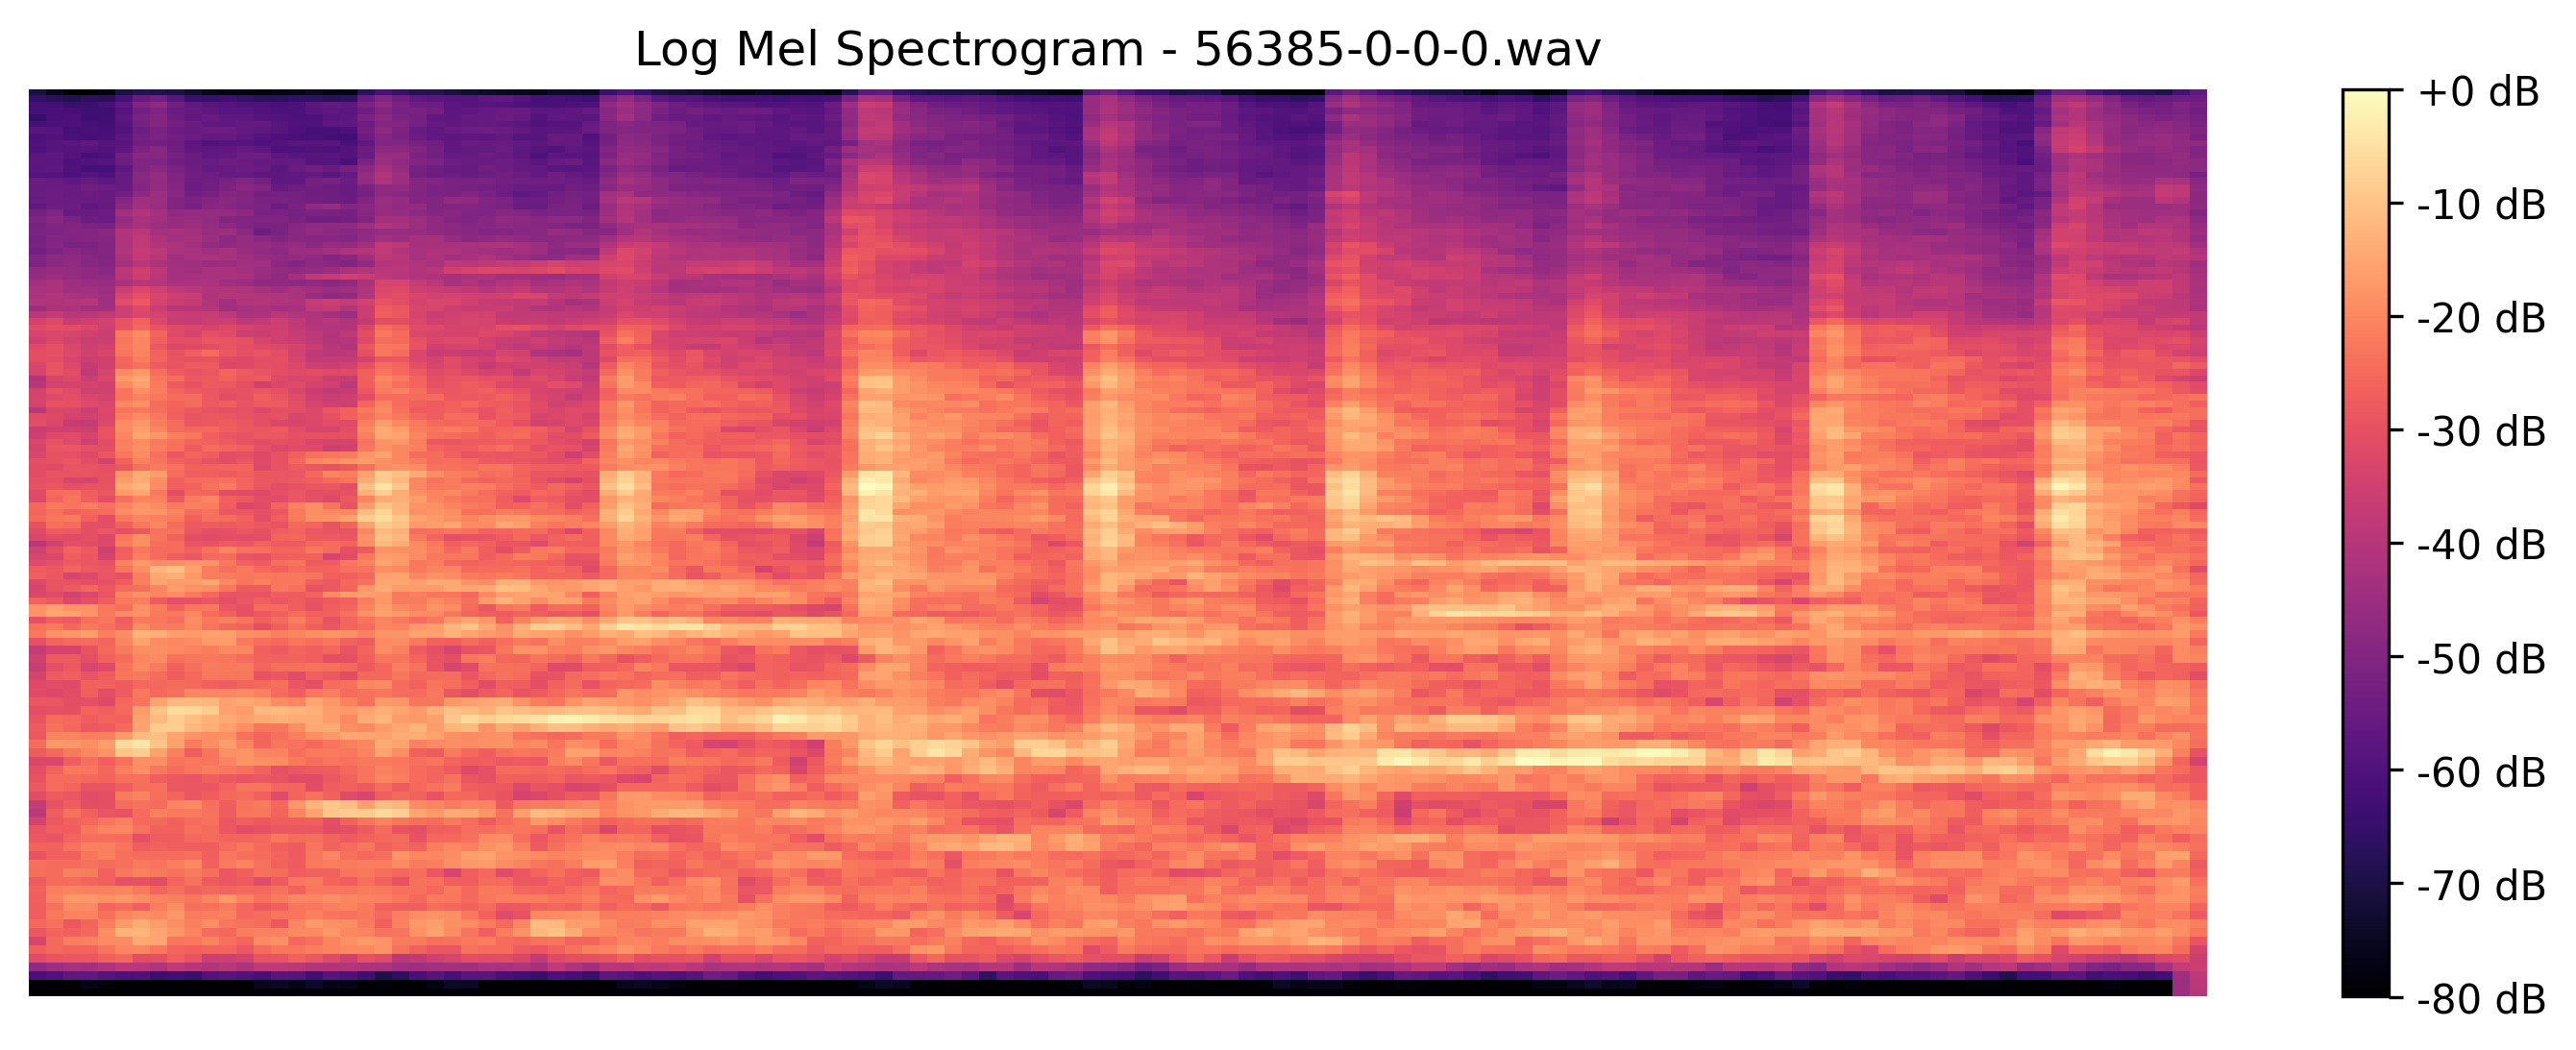 Log Mel Spectrogram - 56385-0-0-0.wav
+0 dB
-10 dB
-20 dB
-30 dB
-40 dB
-50 dB
-60 dB
-70 dB
-80 dB